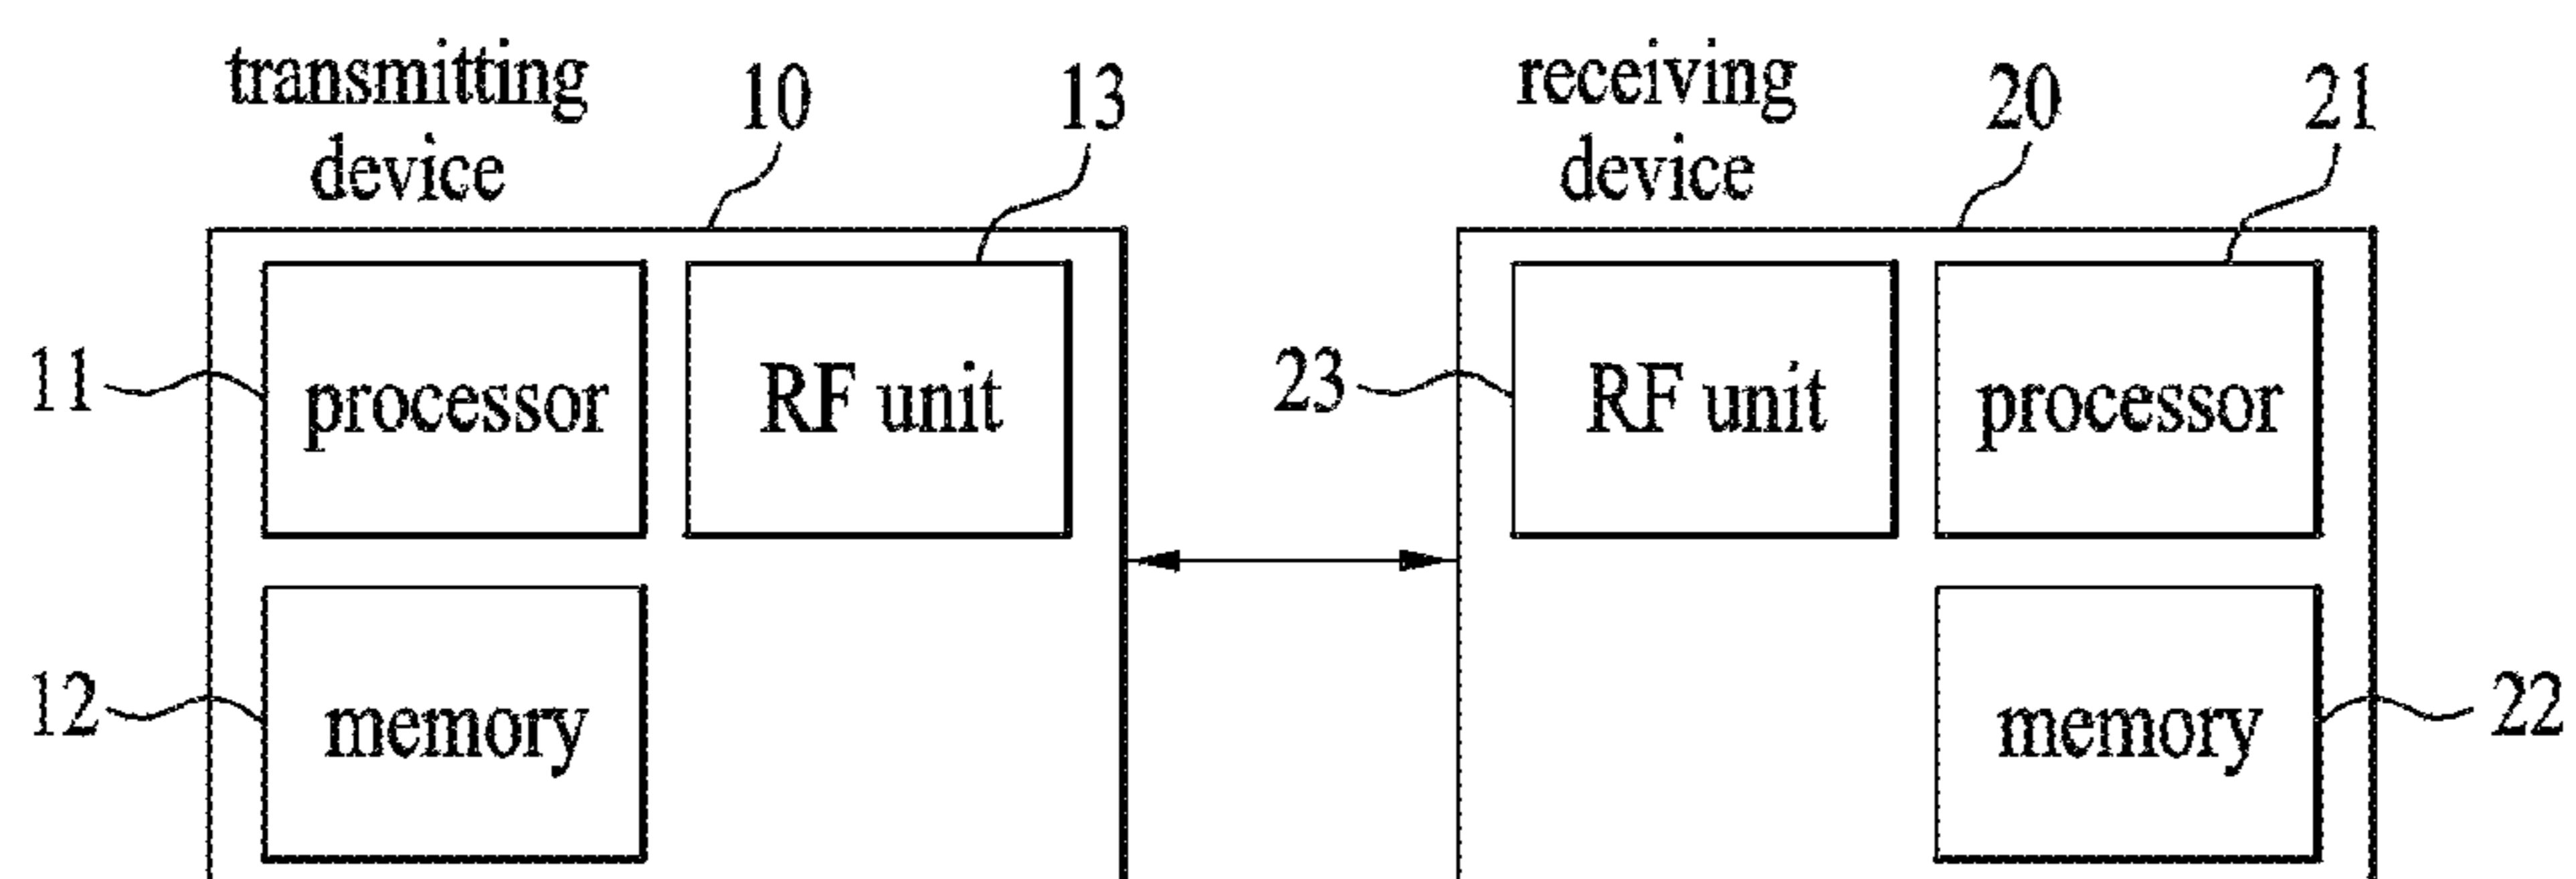 transmitting
device
10
13
receiving
device
20
21
11
processor
RF unit
23
RF unit
processor
12
memory
memory
22